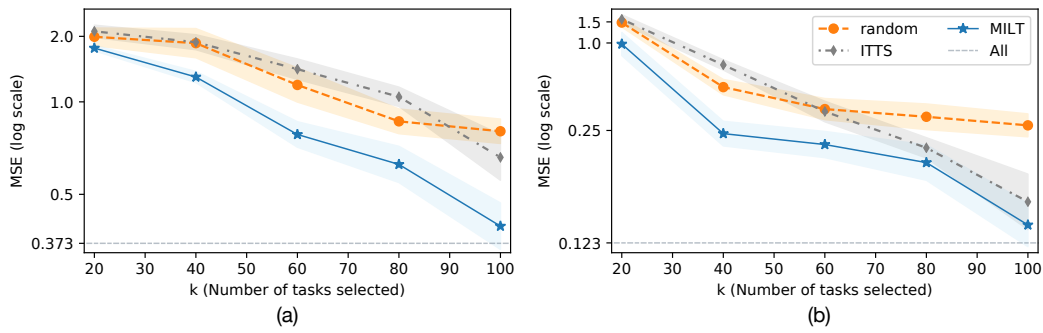 MSE (log scale)
2.0
1.0
0.5
0.373
20 30 40 50 60 70 80 90 100
k (Number of tasks selected)
(a)
MSE (log scale)
1.5
1.0
0.25
0.123
random
ITTS
MILT
All
20 30 40 50 60 70 80 90 100
k (Number of tasks selected)
(b)